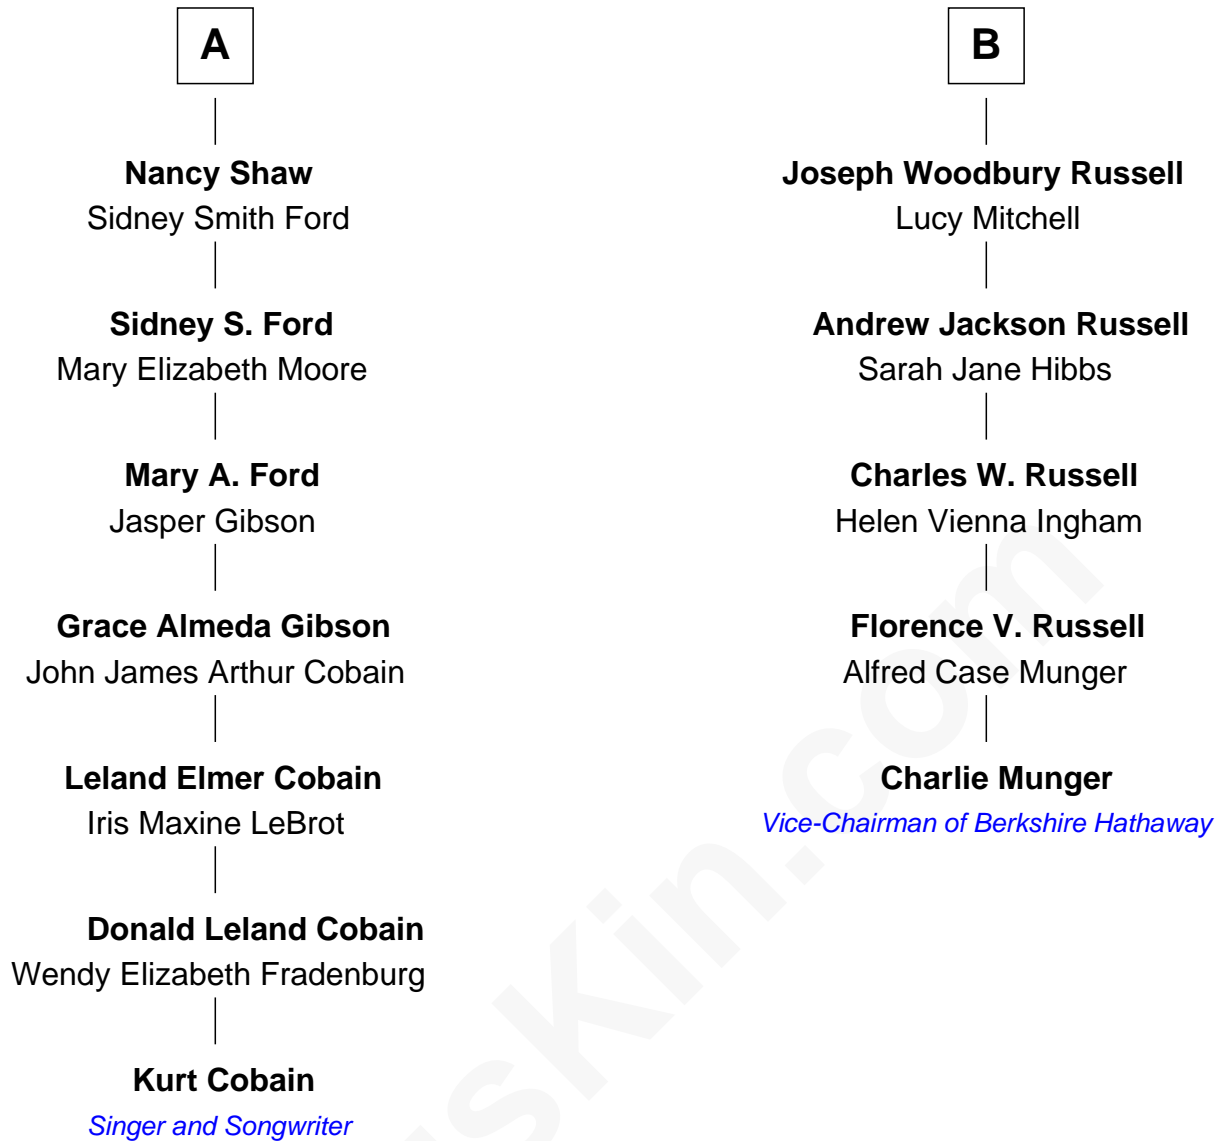 A
Nancy Shaw
Sidney Smith Ford
Sidney S. Ford
Mary Elizabeth Moore
Mary A. Ford
Jasper Gibson
Grace Almeda Gibson
John James Arthur Cobain
Leland Elmer Cobain
Iris Maxine LeBrot
Donald Leland Cobain
Wendy Elizabeth Fradenburg
Kurt Cobain
Singer and Songwriter
B
Joseph Woodbury Russell
Lucy Mitchell
Andrew Jackson Russell
Sarah Jane Hibbs
Charles W. Russell
Helen Vienna Ingham
Florence V. Russell
Alfred Case Munger
Charlie Munger
Vice-Chairman of Berkshire Hathaway
usKin.com